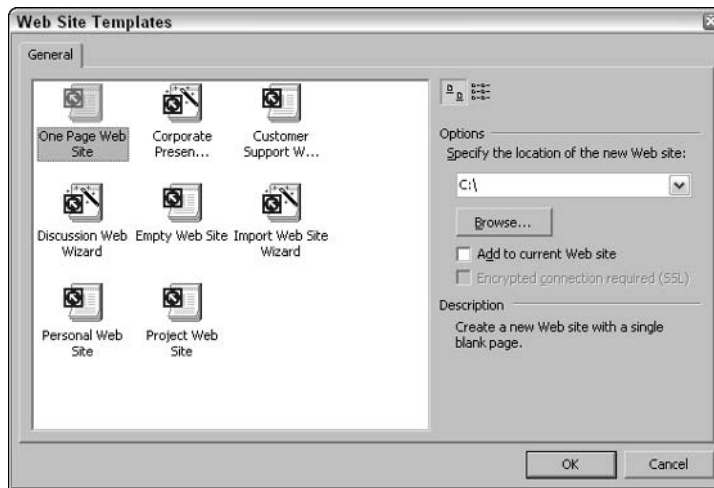 Web Site Templates
General
One Page Web
Site
Corporate
Presen...
Customer
Support W...
Discussion Web
Wizard
Empty Web Site
Import Web Site
Wizard
Personal Web
Site
Project Web
Site
Options
Specify the location of the new Web site:
C:\
Browse...
Add to current Web site
Encrypted connection required (SSL)
Description
Create a new Web site with a single
blank page.
OK
Cancel